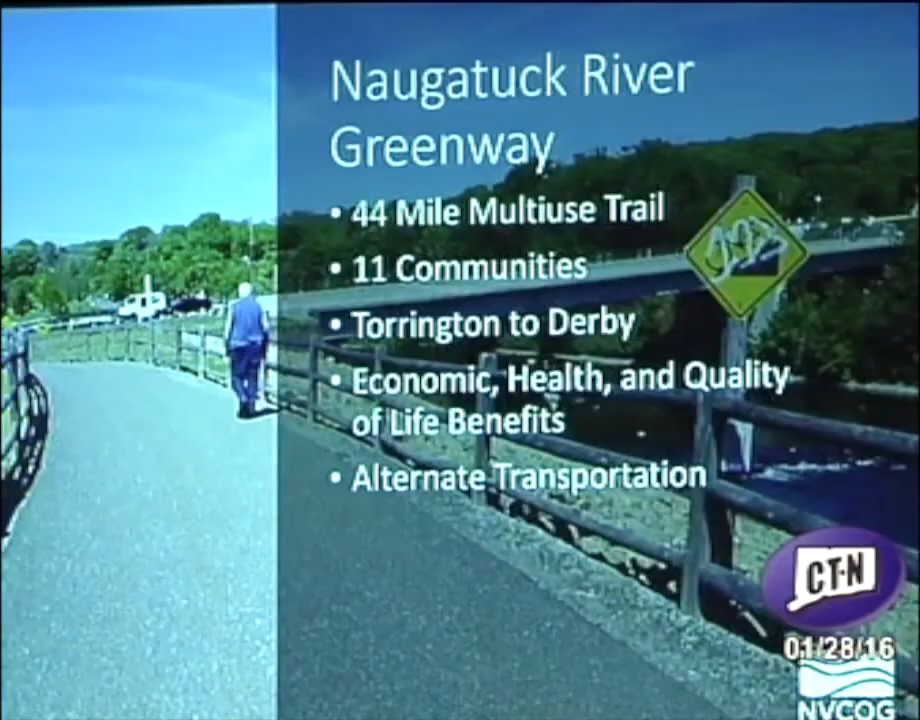 Naugatuck River
Greenway
• 44 Mile Multiuse Trail
• 11 Communities
• Torrington to Derby
• Economic, Health, and Quality
of Life Benefits
• Alternate Transportation
CT-N
01/28/16
NVCOG